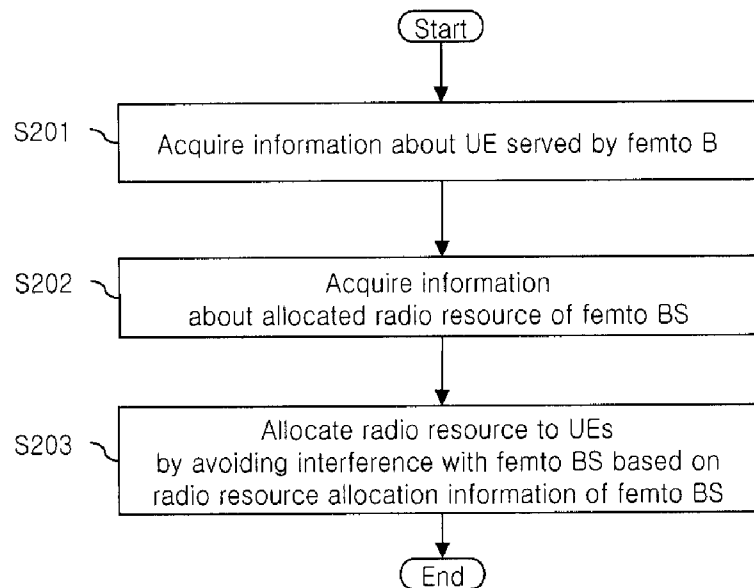 Start
S201
Acquire information about UE served by femto B
S202
Acquire information
about allocated radio resource of femto BS
S203
Allocate radio resource to UEs
by avoiding interference with femto BS based on
radio resource allocation information of femto BS
End